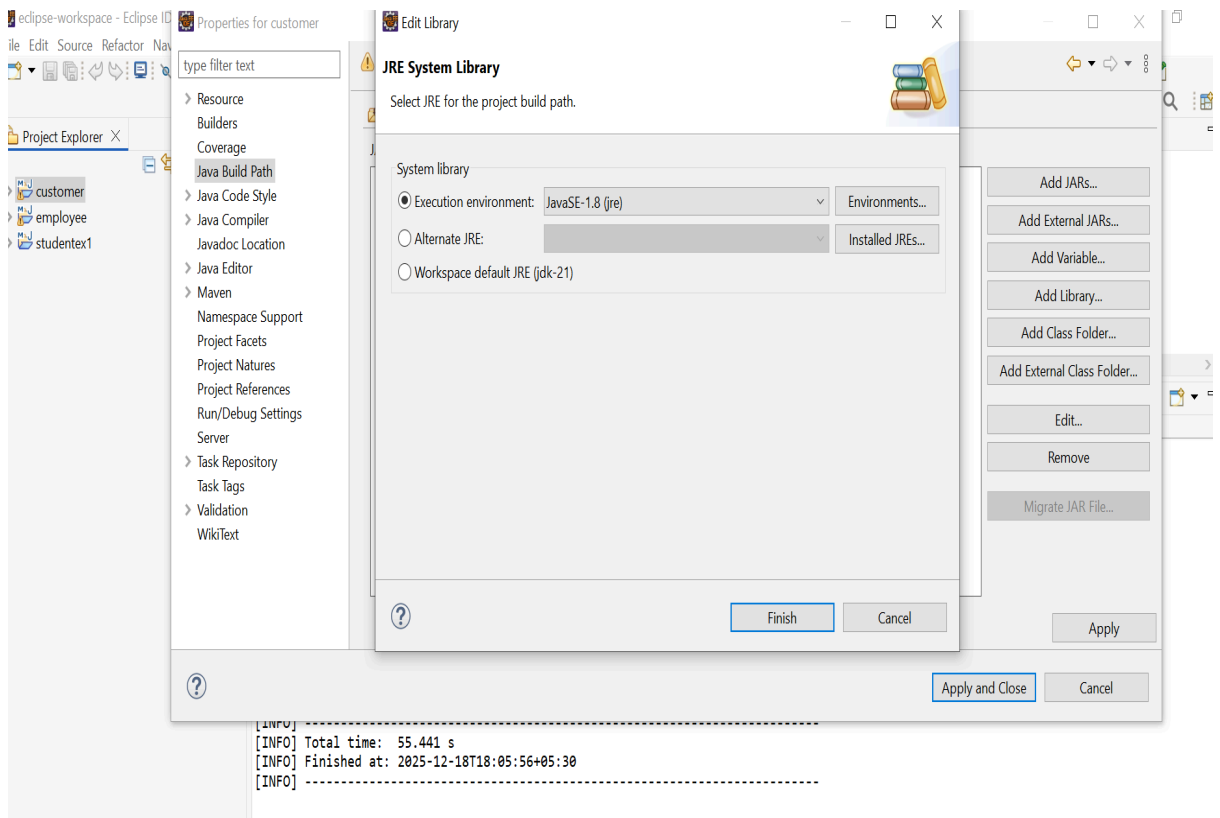 eclipse-workspace - Eclipse ID
ile Edit Source Refactor Nav
Project Explorer
customer
employee
studentex1
Properties for customer
type filter text
Resource
Builders
Coverage
Java Build Path
Java Code Style
Java Compiler
Javadoc Location
Java Editor
Maven
Namespace Support
Project Facets
Project Natures
Project References
Run/Debug Settings
Server
Task Repository
Task Tags
Validation
WikiText
Edit Library
JRE System Library
Select JRE for the project build path.
System library
Execution environment: JavaSE-1.8 (jre) Environments...
Alternate JRE: Installed JREs...
Workspace default JRE (jdk-21)
Finish Cancel
Add JARs...
Add External JARs...
Add Variable...
Add Library...
Add Class Folder...
Add External Class Folder...
Edit...
Remove
Migrate JAR File...
Apply
Apply and Close Cancel
[INFO] ------------------------------------------------------------------------
[INFO] Total time:  55.441 s
[INFO] Finished at: 2025-12-18T18:05:56+05:30
[INFO] ------------------------------------------------------------------------